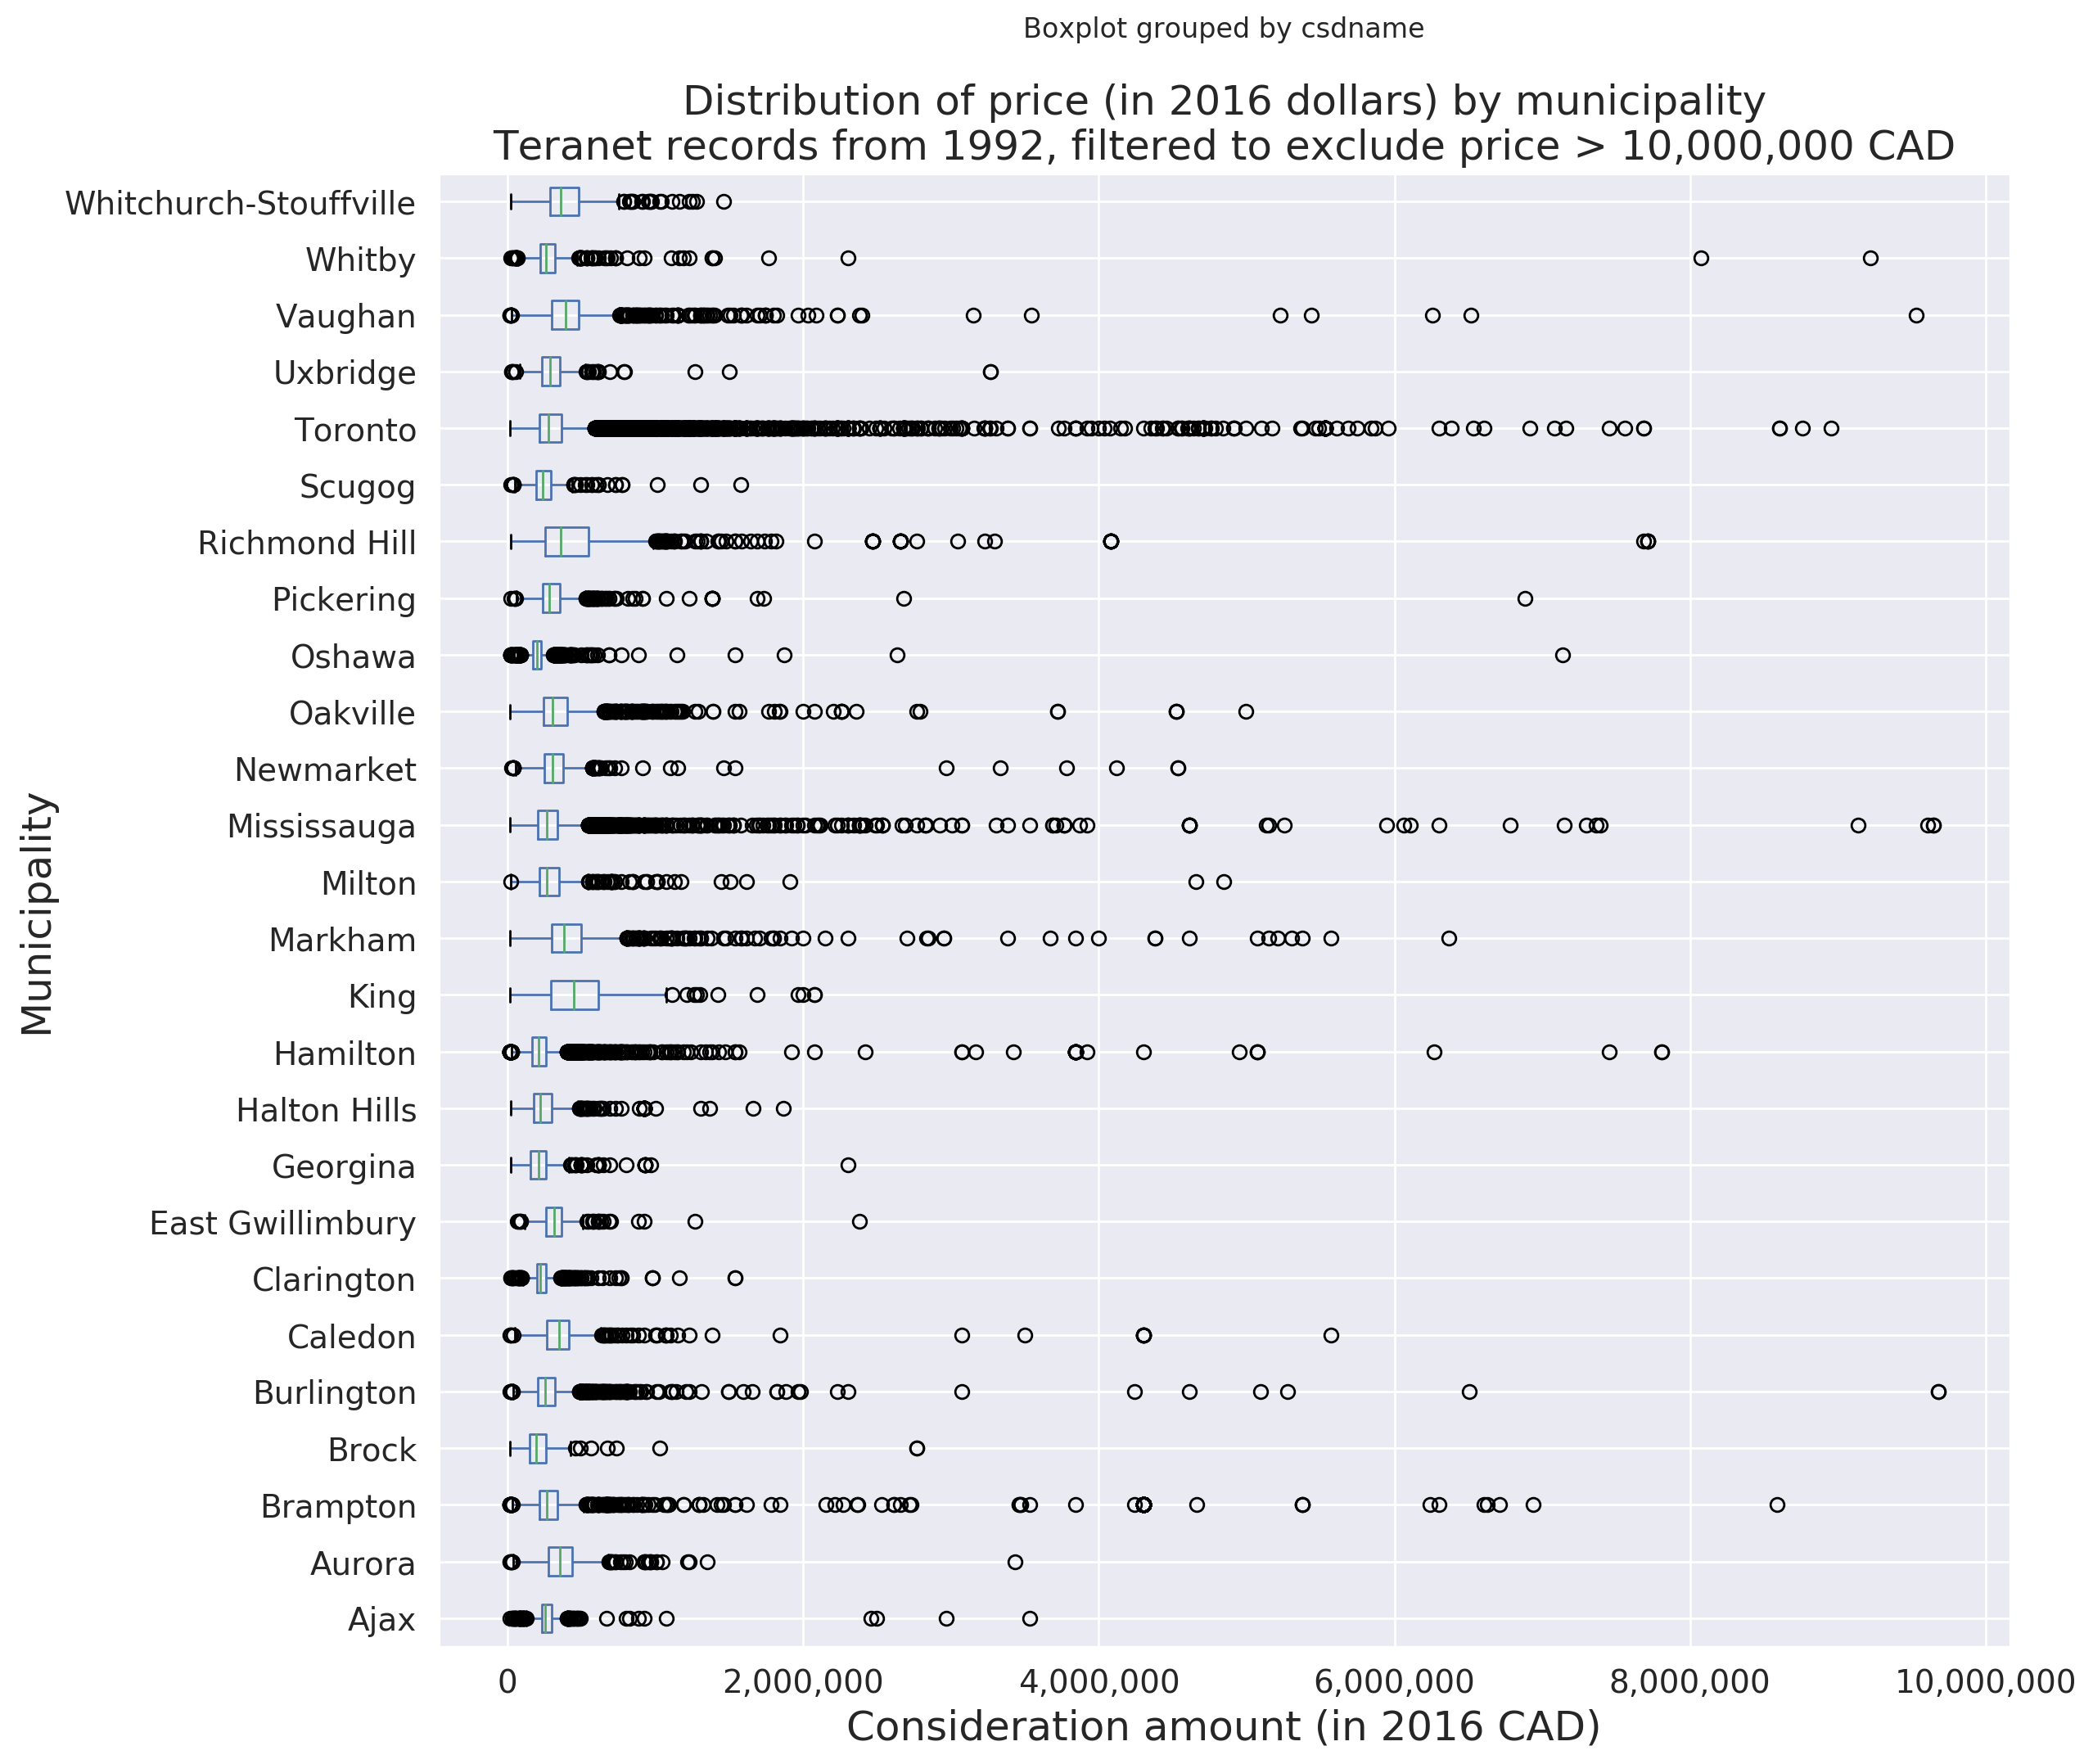 Boxplot grouped by csdname
Distribution of price (in 2016 dollars) by municipality
Teranet records from 1992, filtered to exclude price > 10,000,000 CAD
Whitchurch-Stouffville
Whitby
Vaughan
Uxbridge
Toronto
Scugog
Richmond Hill
Pickering
Oshawa
Oakville
Newmarket
Mississauga
Milton
Markham
King
Hamilton
Halton Hills
Georgina
East Gwillimbury
Clarington
Caledon
Burlington
Brock
Brampton
Aurora
Ajax
Municipality
0 2,000,000 4,000,000 6,000,000 8,000,000 10,000,000
Consideration amount (in 2016 CAD)